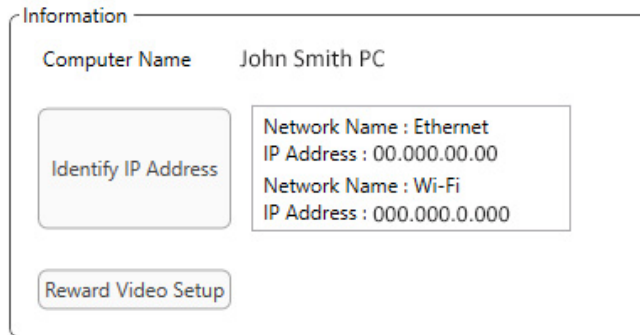 Information
Computer Name John Smith PC
Identify IP Address
Network Name : Ethernet
IP Address : 00.000.00.00
Network Name : Wi-Fi
IP Address : 000.000.0.000
Reward Video Setup